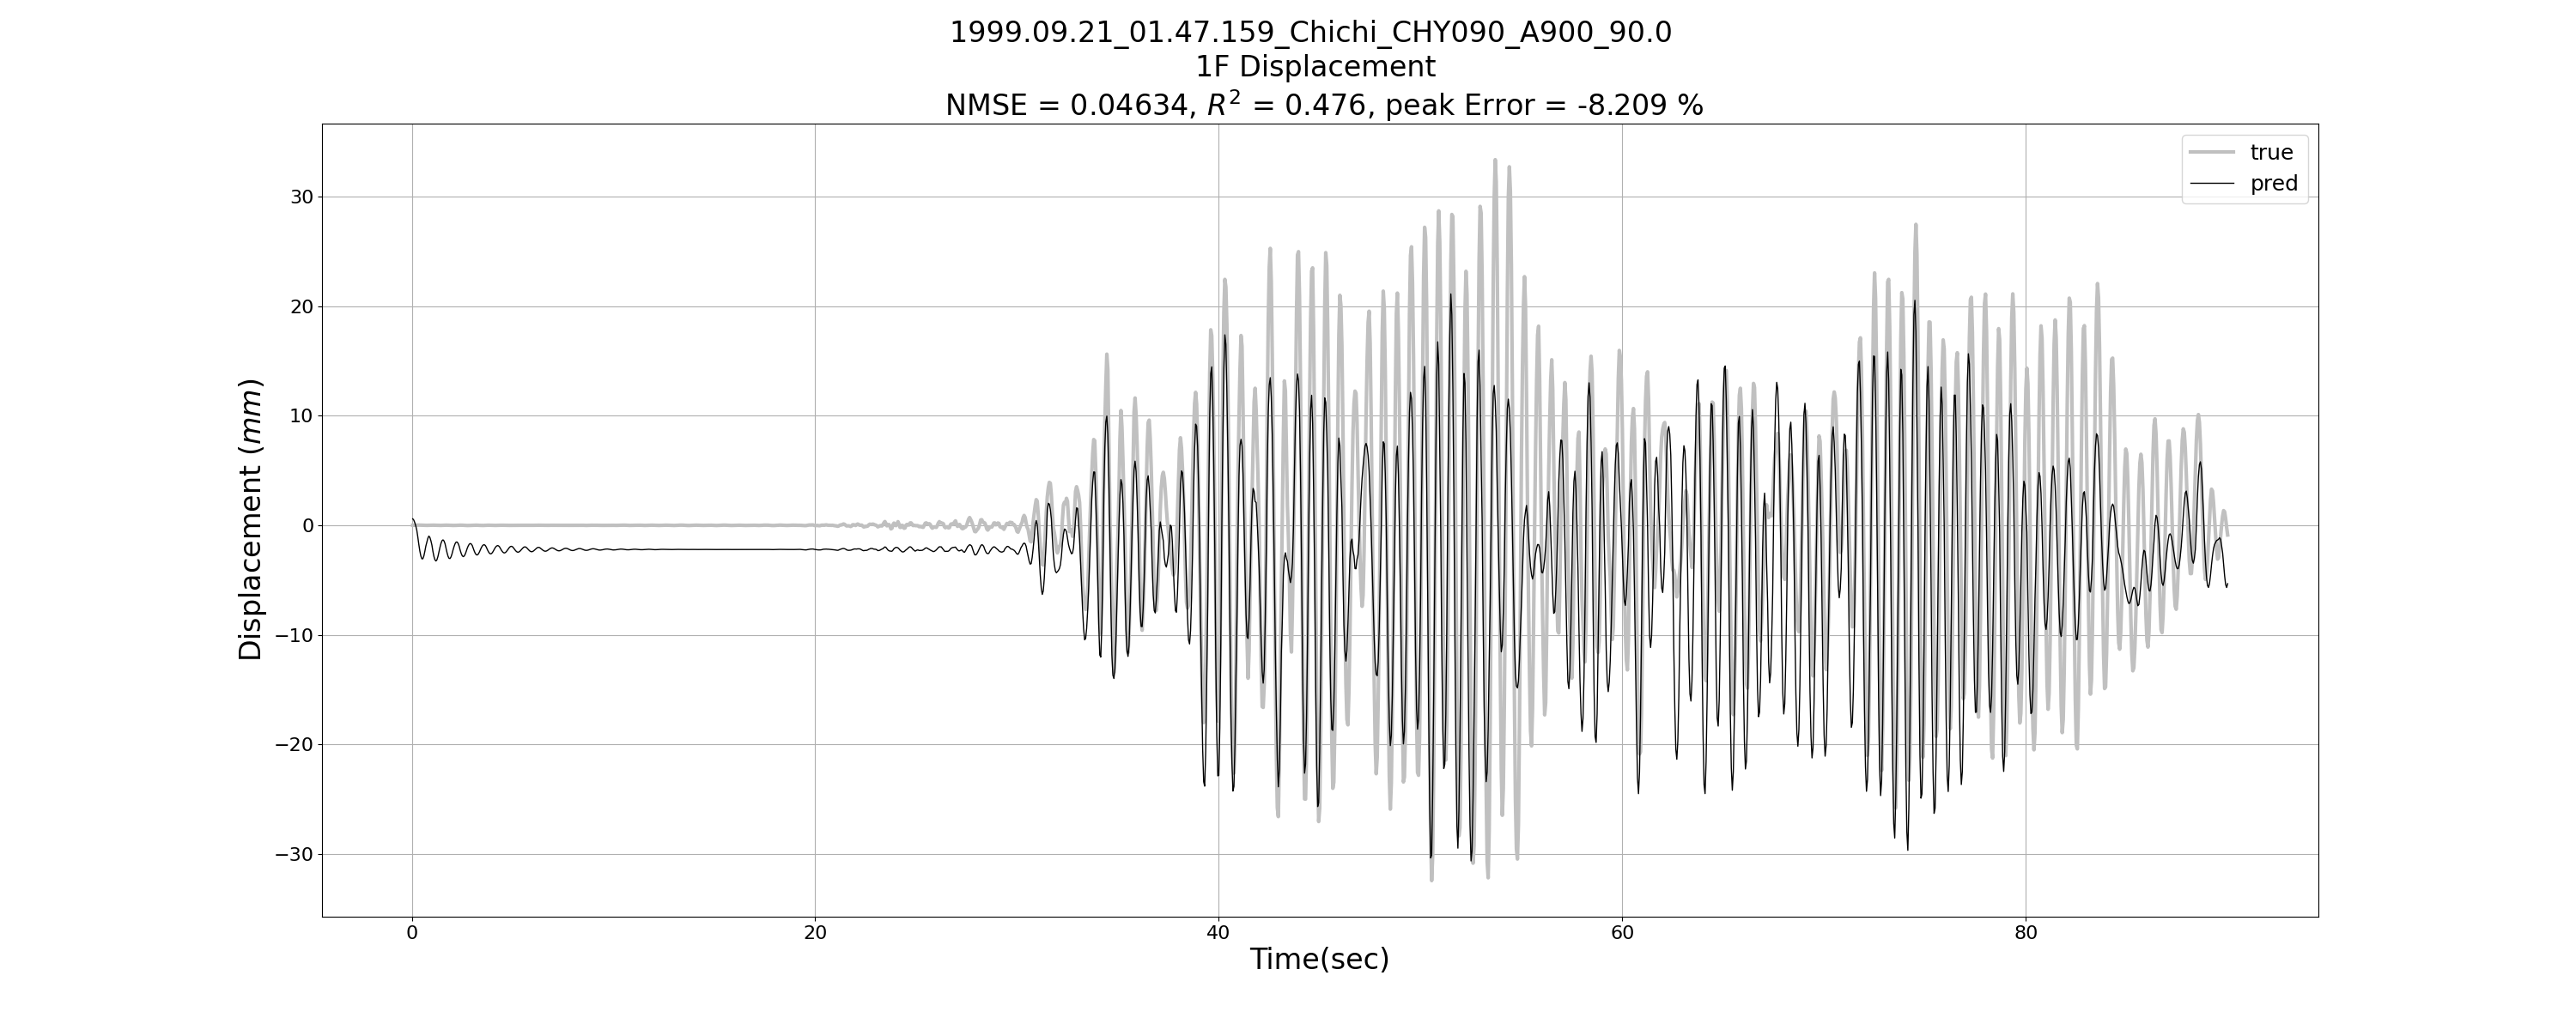 1999.09.21_01.47.159_Chichi_CHY090_A900_90.0
1F Displacement
NMSE = 0.04634, R² = 0.476, peak Error = -8.209 %
true
pred
Displacement (mm)
30
20
10
0
−10
−20
−30
0 20 40 60 80
Time(sec)